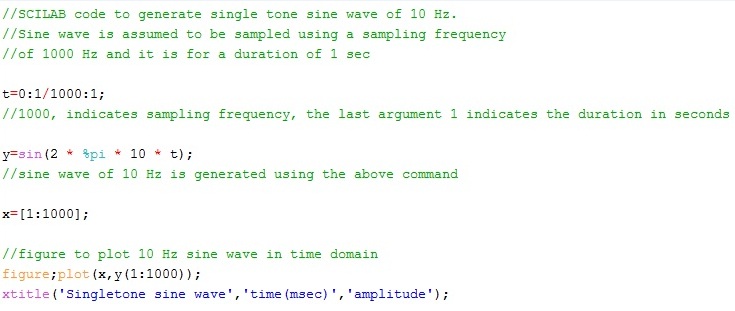 //SCILAB code to generate single tone sine wave of 10 Hz.
//Sine wave is assumed to be sampled using a sampling frequency
//of 1000 Hz and it is for a duration of 1 sec
t=0:1/1000:1;
//1000, indicates sampling frequency, the last argument 1 indicates the duration in seconds
y=sin(2 * %pi * 10 * t);
//sine wave of 10 Hz is generated using the above command
x=[1:1000];
//figure to plot 10 Hz sine wave in time domain
figure;plot(x,y(1:1000));
xtitle('Singletone sine wave','time(msec)','amplitude');